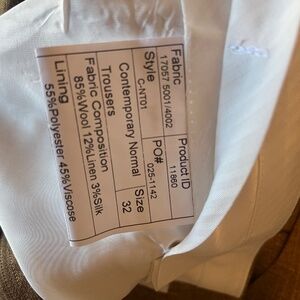 Fabric
17057 5001/4002
Product ID
11860
Style
C-NT01
PO#
025-1142
Contemporary Normal
Trousers
Size
32
Fabric Composition
85%Wool 12%Linen 3%Silk
Lining
55%Polyester 45%Viscose